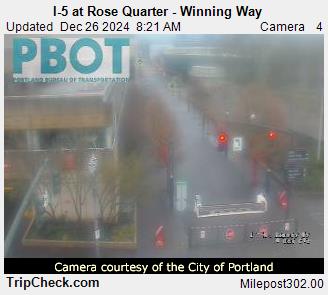 I-5 at Rose Quarter - Winning Way
Updated Dec 26 2024 8:21 AM Camera 4
PBOT
PORTLAND BUREAU OF TRANSPORTATION
Camera courtesy of the City of Portland
TripCheck.com Milepost302.00